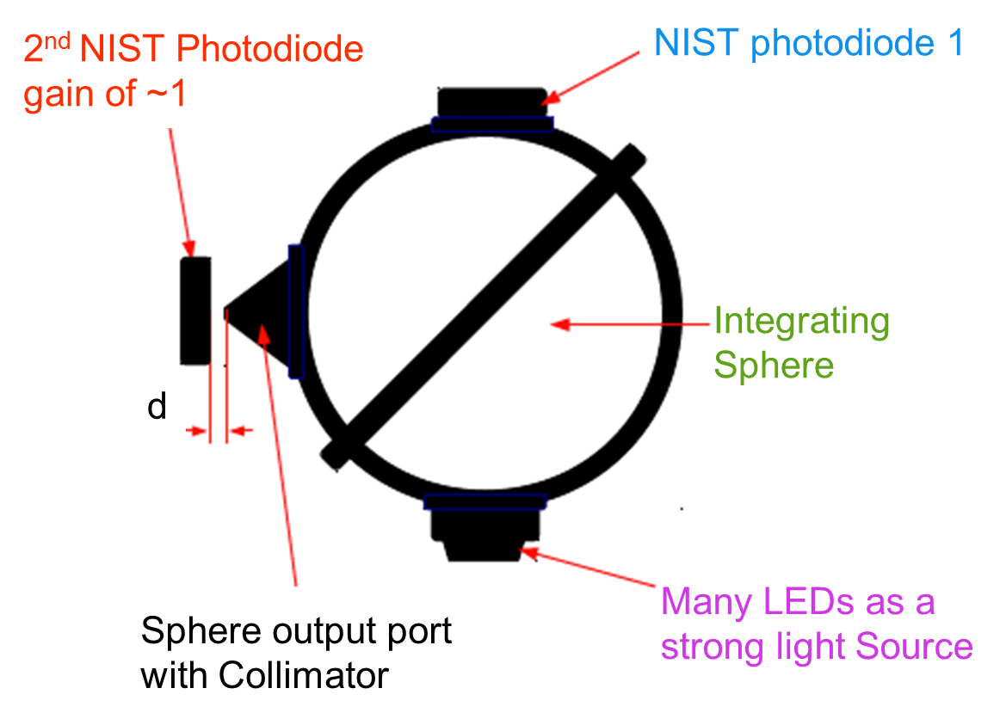 2nd NIST Photodiode
gain of ~1
NIST photodiode 1
Integrating
Sphere
d
Sphere output port
with Collimator
Many LEDs as a
strong light Source